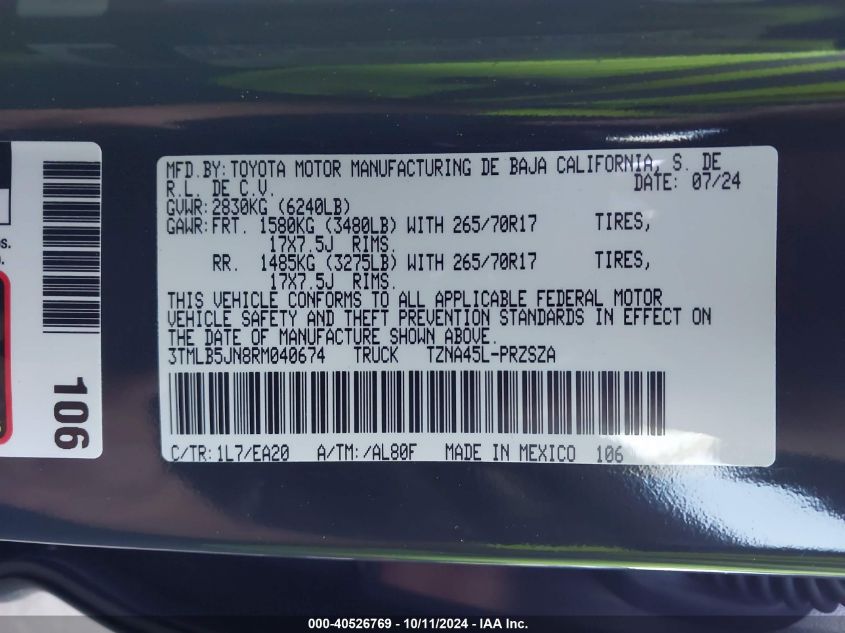 MFD.BY:TOYOTA MOTOR MANUFACTURING DE BAJA CALIFORNIA, S. DE
R.L. DE C.V. DATE: 07/24
GVWR:2830KG (6240LB)
GAWR:FRT. 1580KG (3480LB) WITH 265/70R17 TIRES,
17X7.5J RIMS.
RR. 1485KG (3275LB) WITH 265/70R17 TIRES,
17X7.5J RIMS.
THIS VEHICLE CONFORMS TO ALL APPLICABLE FEDERAL MOTOR
VEHICLE SAFETY AND THEFT PREVENTION STANDARDS IN EFFECT ON
THE DATE OF MANUFACTURE SHOWN ABOVE.
3TMLB5JN8RM040674 TRUCK TZNA45L-PRZSZA
C/TR:1L7/EA20 A/TM:/AL80F MADE IN MEXICO 106
106
000-40526769 - 10/11/2024 - IAA Inc.